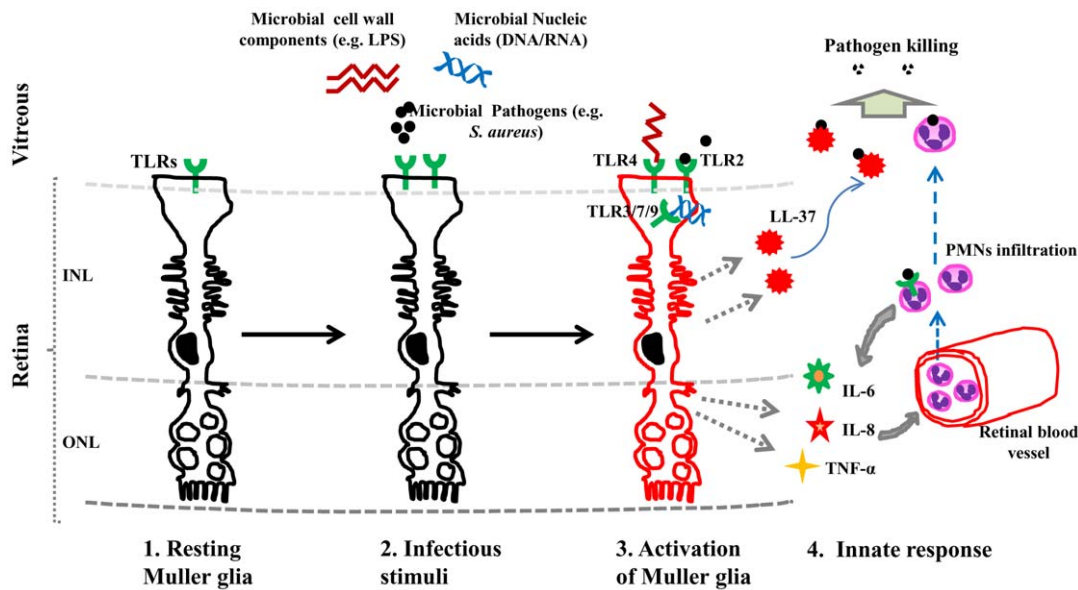 Microbial cell wall
components (e.g. LPS)
Microbial Nucleic
acids (DNA/RNA)
Microbial Pathogens (e.g.
S. aureus)
Pathogen killing
Vitreous
Retina
INL
ONL
TLRs
TLR4
TLR2
TLR3/7/9
LL-37
PMNs infiltration
IL-6
IL-8
TNF-α
Retinal blood
vessel
1. Resting
Muller glia
2. Infectious
stimuli
3. Activation
of Muller glia
4. Innate response